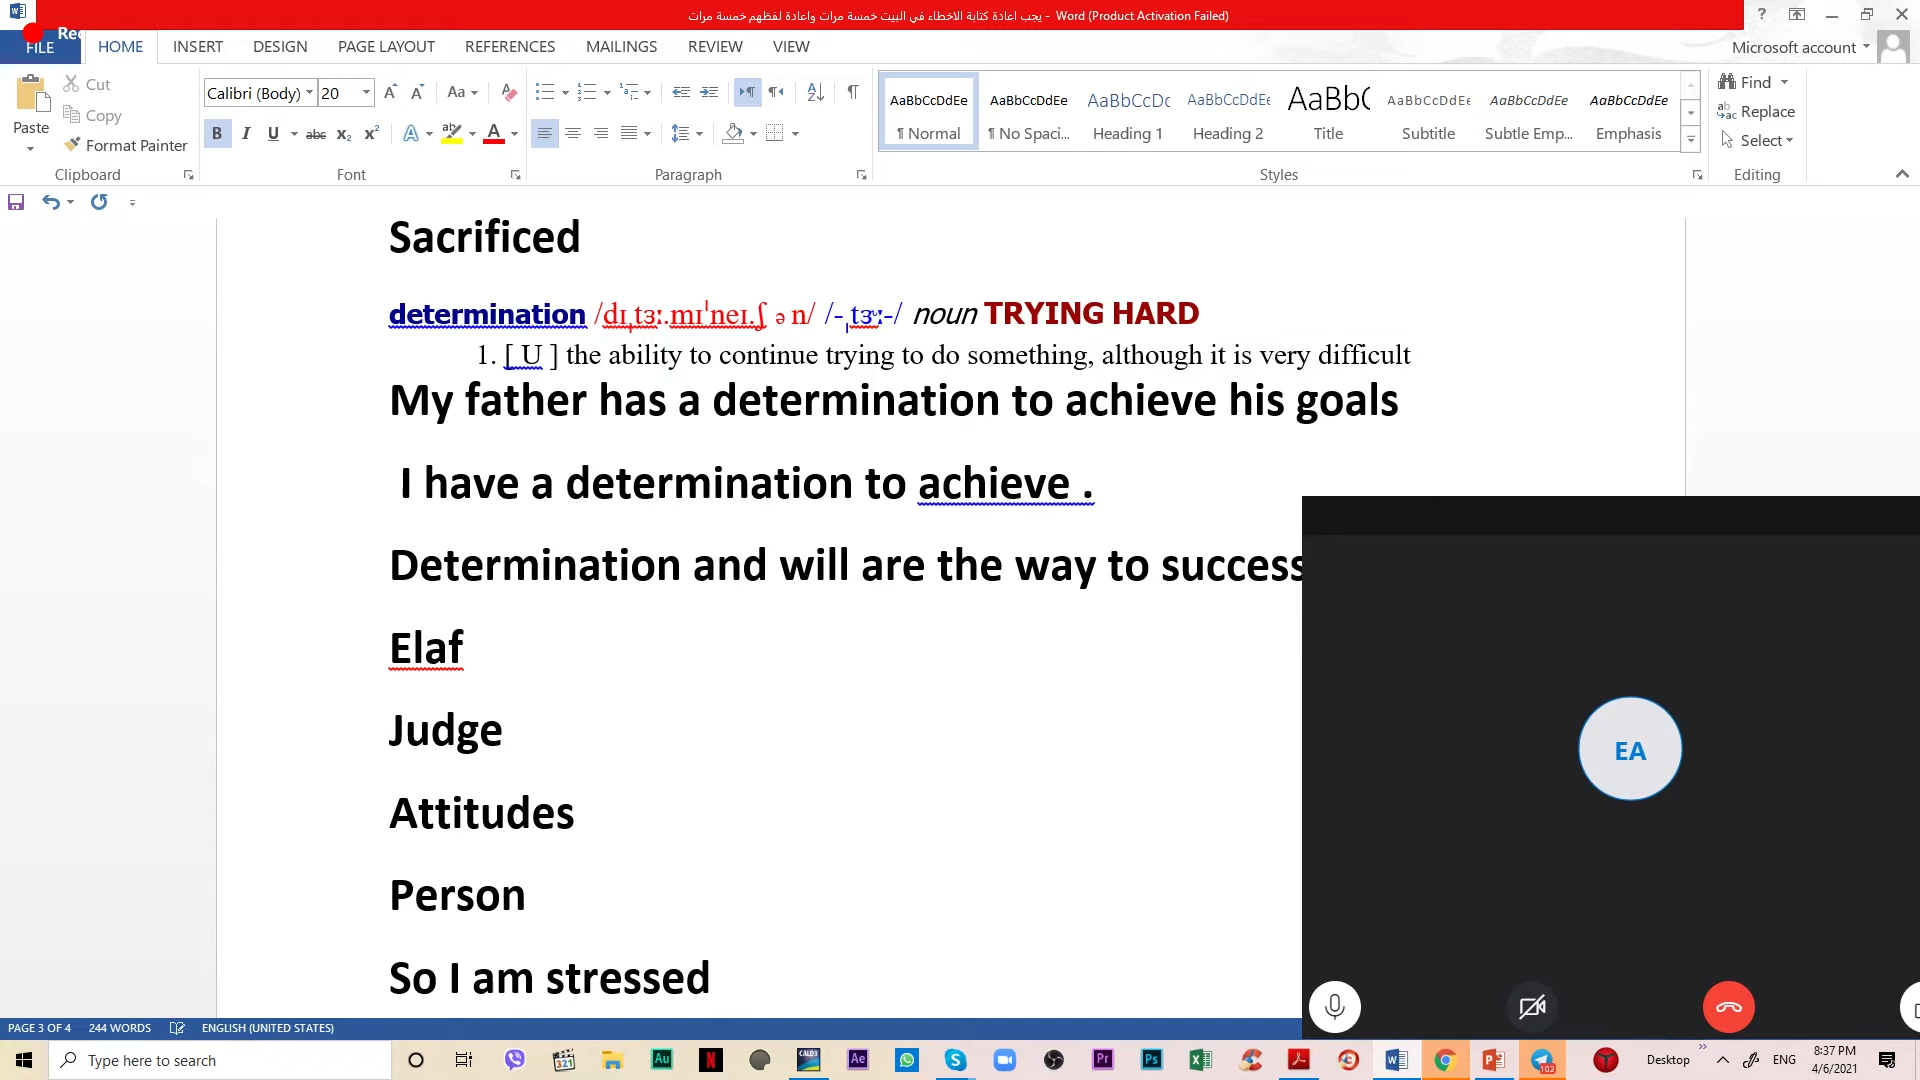 يجب اعادة كتابة الاخطاء في البيت خمسة مرات واعادة لفظهم خمسة مرات - Word (Product Activation Failed)
Rec
FILE HOME INSERT DESIGN PAGE LAYOUT REFERENCES MAILINGS REVIEW VIEW Microsoft account
Paste Cut Copy Format Painter
Calibri (Body) 20
AaBbCcDdEe AaBbCcDdEe AaBbCcDc AaBbCcDdEe AaBb( AaBbCcDdEe AaBbCcDdEe AaBbCcDdEe
¶ Normal ¶ No Spaci... Heading 1 Heading 2 Title Subtitle Subtle Emp... Emphasis
Find Replace Select
Clipboard Font Paragraph Styles Editing
Sacrificed
determination /dɪˌtɜː.mɪˈneɪ.ʃ ə n/ /-ˌtɝː-/ noun TRYING HARD
1. [ U ] the ability to continue trying to do something, although it is very difficult
My father has a determination to achieve his goals
I have a determination to achieve .
Determination and will are the way to success
Elaf
Judge
Attitudes
Person
So I am stressed
EA
PAGE 3 OF 4 244 WORDS ENGLISH (UNITED STATES)
Type here to search
Desktop ENG 8:37 PM
4/6/2021